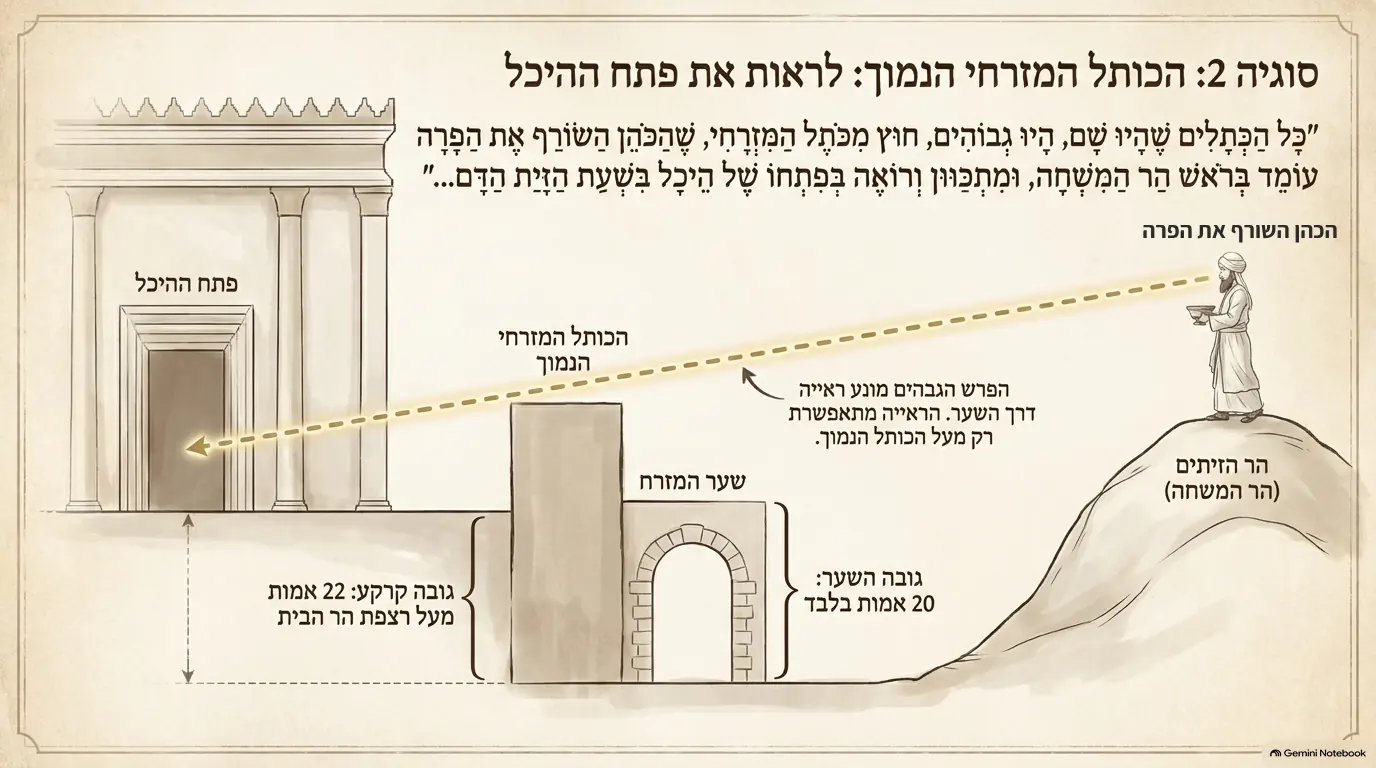 סוגיה 2: הכותל המזרחי הנמוך: לראות את פתח ההיכל
"כָּל הַכְּתָלִים שֶׁהָיוּ שָׁם, הָיוּ גְבוֹהִים, חוּץ מִכֹּתֶל הַמִּזְרָחִי, שֶׁהַכֹּהֵן הַשּׂוֹרֵף אֶת הַפָּרָה
עוֹמֵד בְּרֹאשׁ הַר הַמִּשְׁחָה, וּמִתְכַּוּוֵן וְרוֹאֶה בְּפִתְחוֹ שֶׁל הֵיכָל בִּשְׁעַת הַזָּיַת הַדָּם..."
הכהן השורף את הפרה
פתח ההיכל
הכותל המזרחי
הנמוך
הפרש הגבהים מונע ראייה
דרך השער. הראייה מתאפשרת
רק מעל הכותל הנמוך.
הר הזיתים
(הר המשחה)
שער המזרח
גובה השער:
20 אמות בלבד
גובה קרקע: 22 אמות
מעל רצפת הר הבית
Gemini Notebook